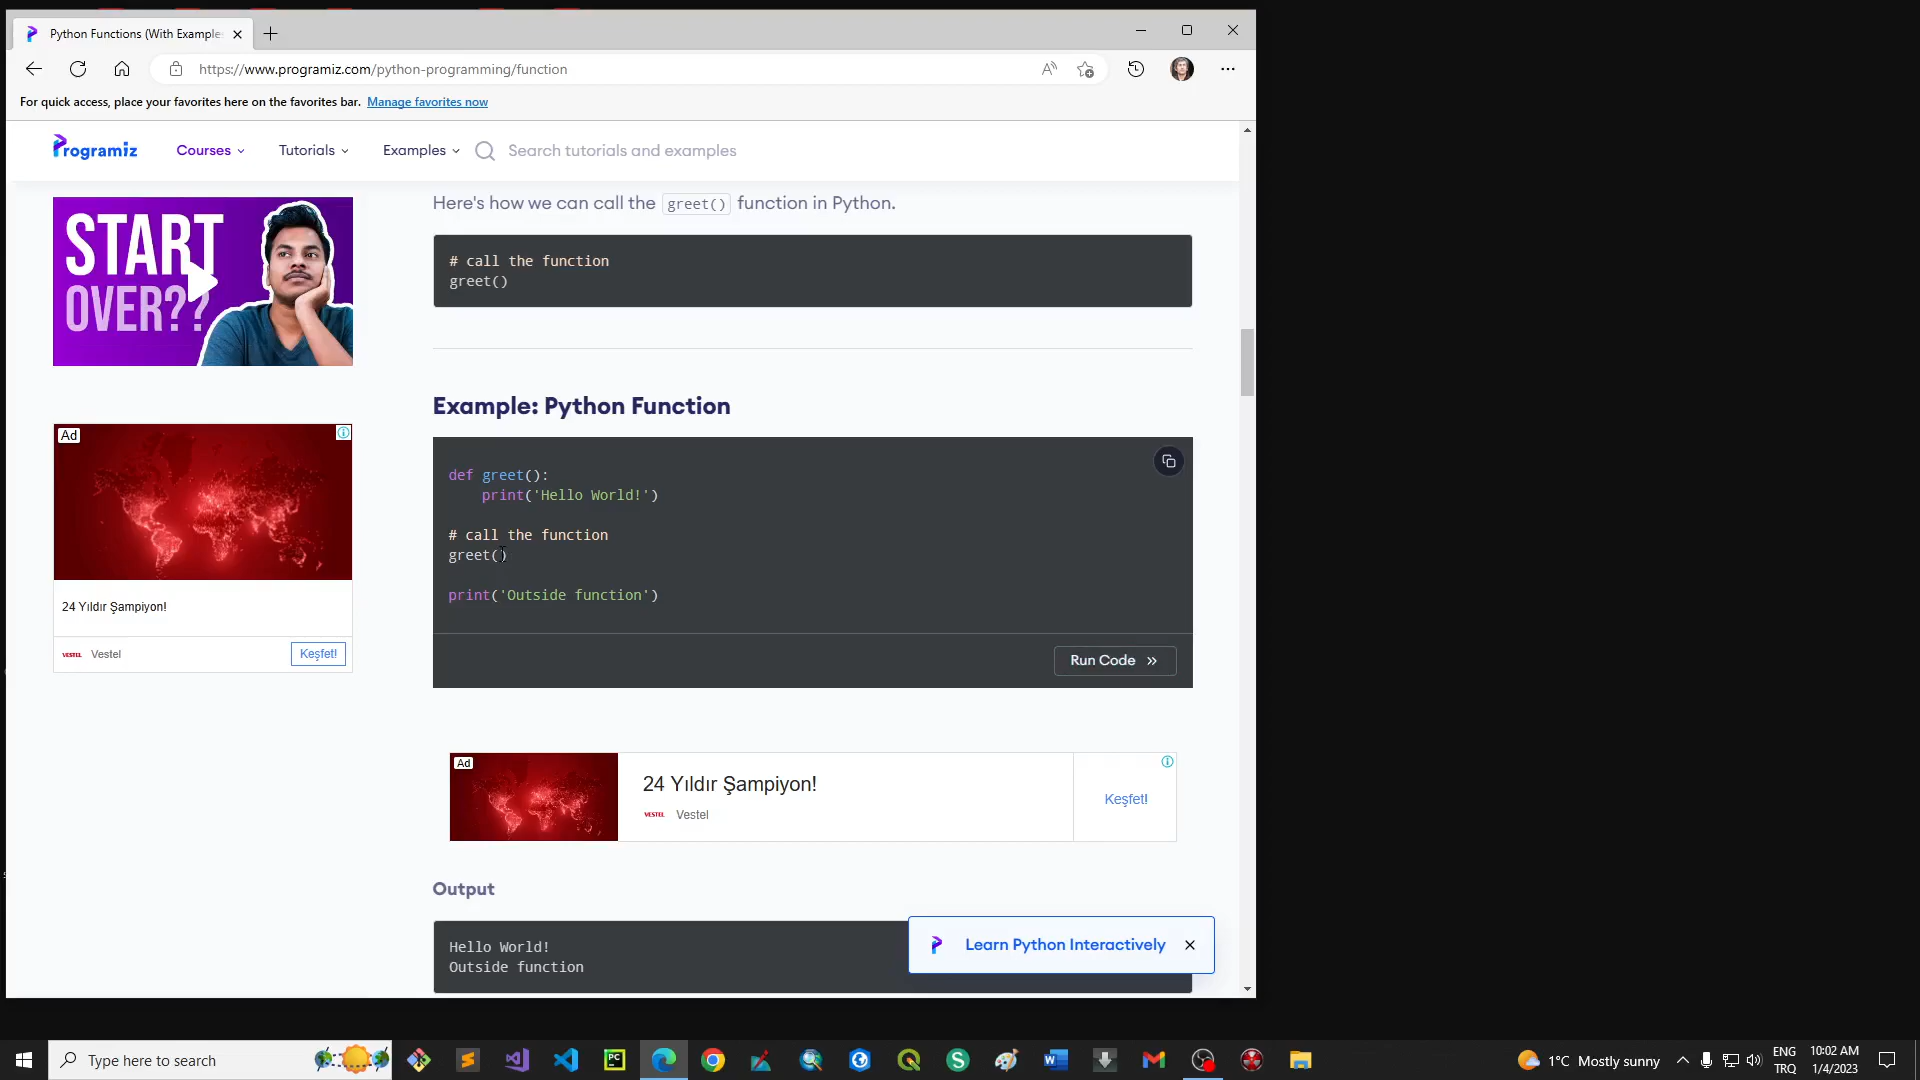 Python Functions (With Example
https://www.programiz.com/python-programming/function
For quick access, place your favorites here on the favorites bar. Manage favorites now
Programiz
Courses
Tutorials
Examples
Search tutorials and examples
START
OVER??
Here's how we can call the greet() function in Python.
# call the function
greet()
Example: Python Function
def greet():
    print('Hello World!')
# call the function
greet()
print('Outside function')
Run Code »
Ad
24 Yıldır Şampiyon!
VESTEL Vestel
Keşfet!
Ad
24 Yıldır Şampiyon!
VESTEL Vestel
Keşfet!
Output
Hello World!
Outside function
Learn Python Interactively
Type here to search
PC
S
W
1°C Mostly sunny
ENG
TRQ
10:02 AM
1/4/2023